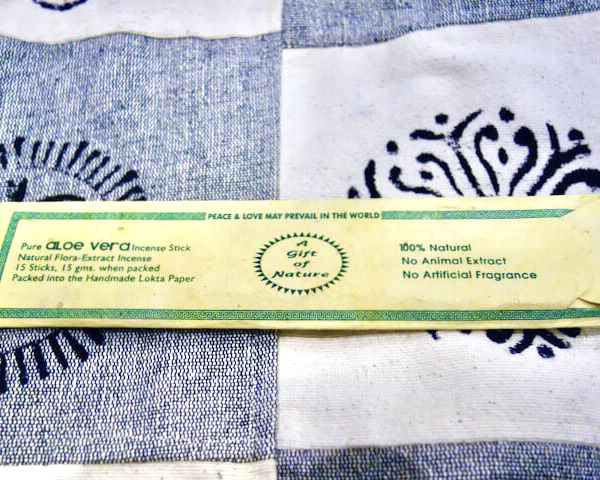 PEACE & LOVE MAY PREVAIL IN THE WORLD
Pure aloe vera Incense Stick
Natural Flora-Extract Incense
15 Sticks, 15 gms. when packed
Packed into the Handmade Lokta Paper
A
Gift
of
Nature
100% Natural
No Animal Extract
No Artificial Fragrance